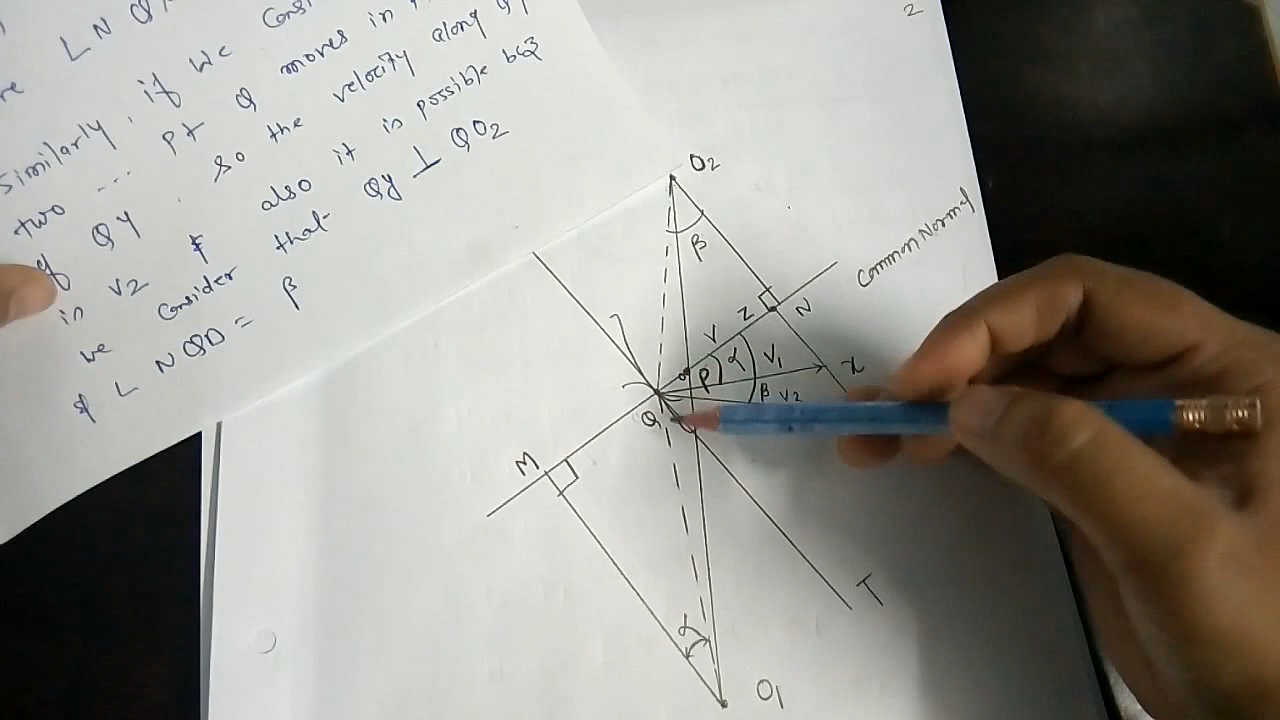 L N Q
Similarly, if we Consi
two ... pt Q moves in
of QY . so the velocity along
in v2 & also it is possible bcz
we Consider that QY ⊥ QO2
& L NQD = β
2
O2
β
Common Normal
N
Z
V
α
V1
x
P
β V2
Q
M
T
α
O1